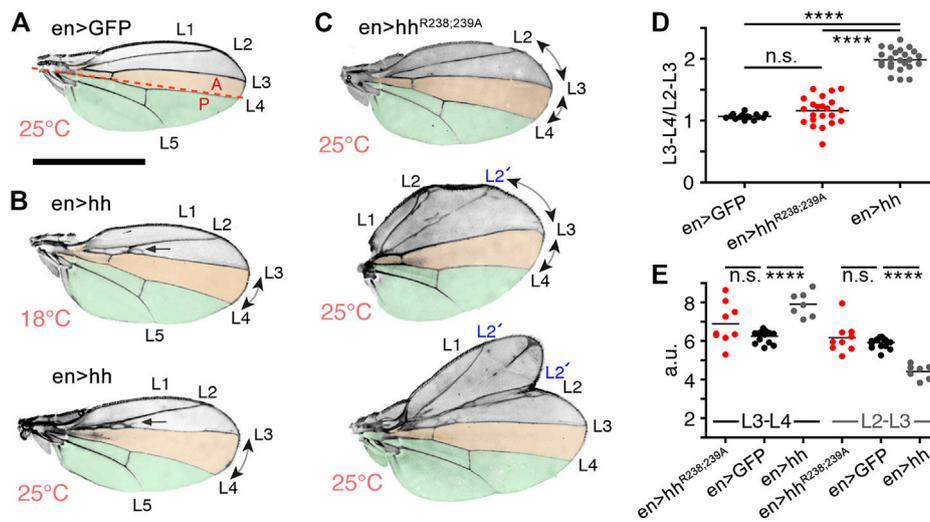 A
en>GFP
L1
L2
L3
L4
A
P
L5
25°C
B
en>hh
L1
L2
L3
L4
L5
18°C
en>hh
L1
L2
L3
L4
L5
25°C
C
en>hhR238;239A
L2
L3
L4
25°C
L1
L2
L2´
L3
L4
25°C
L1
L2´
L2´
L2
L3
L4
25°C
D
****
****
n.s.
L3-L4/L2-L3
2
1
0
en>GFP
en>hhR238;239A
en>hh
E
n.s. **** n.s. ****
a.u.
8
6
4
2
L3-L4 L2-L3
en>hhR238;239A
en>GFP
en>hh
en>hhR238;239A
en>GFP
en>hh